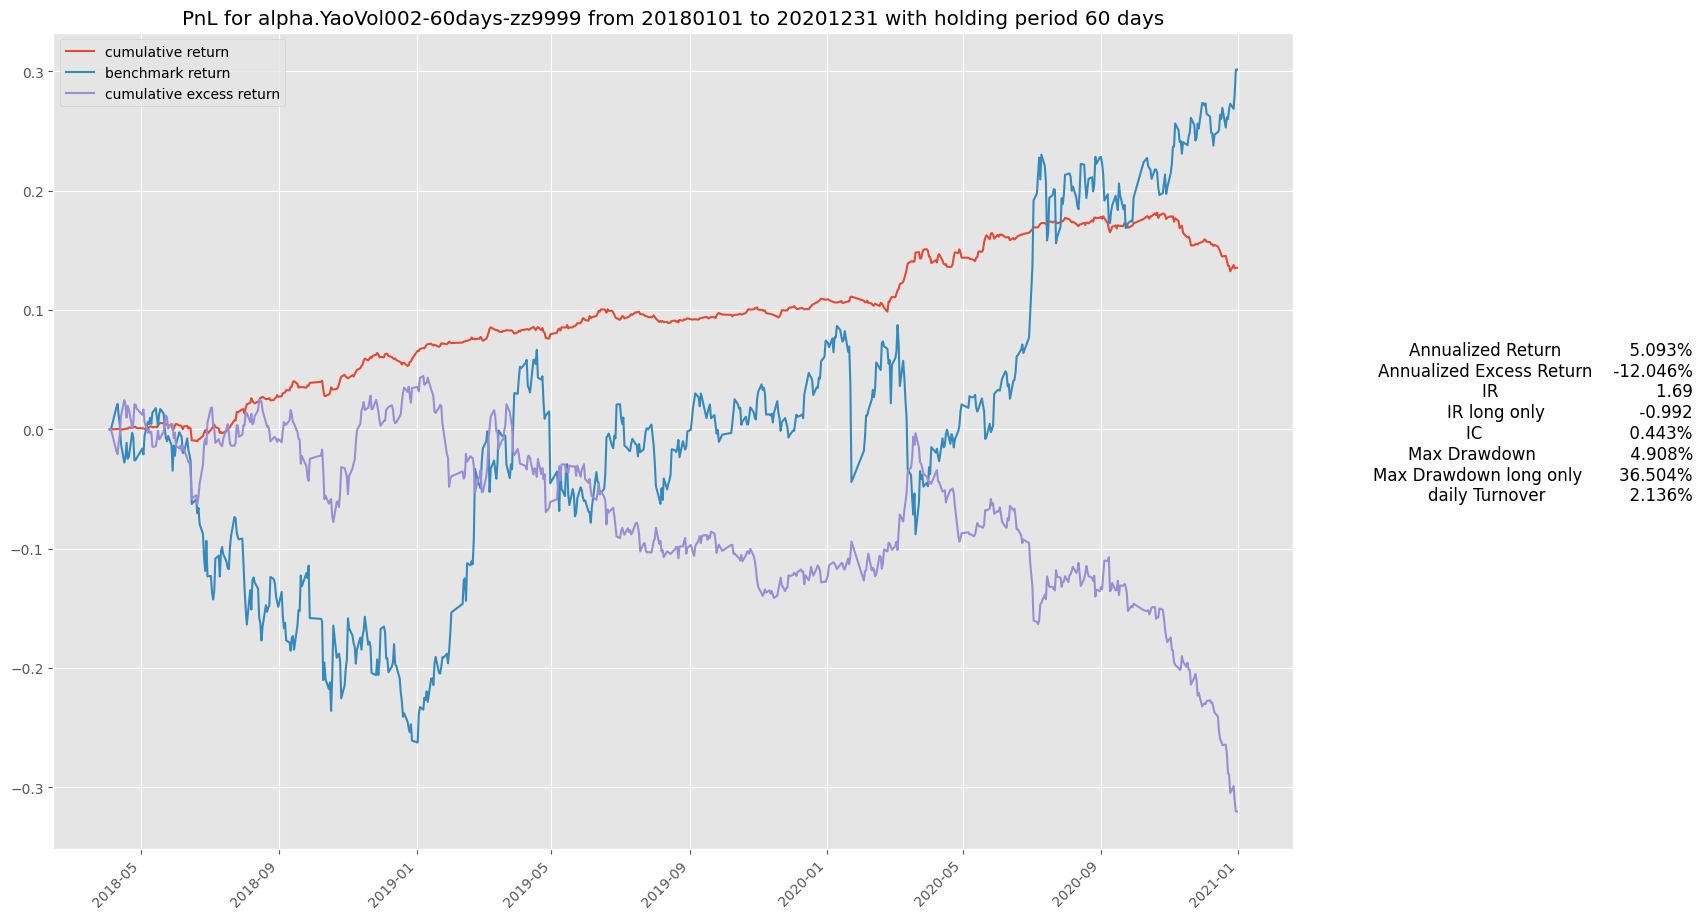 PnL for alpha.YaoVol002-60days-zz9999 from 20180101 to 20201231 with holding period 60 days
cumulative return
benchmark return
cumulative excess return
0.3
0.2
0.1
0.0
−0.1
−0.2
−0.3
2018-05
2018-09
2019-01
2019-05
2019-09
2020-01
2020-05
2020-09
2021-01
Annualized Return 5.093%
Annualized Excess Return -12.046%
IR 1.69
IR long only -0.992
IC 0.443%
Max Drawdown 4.908%
Max Drawdown long only 36.504%
daily Turnover 2.136%